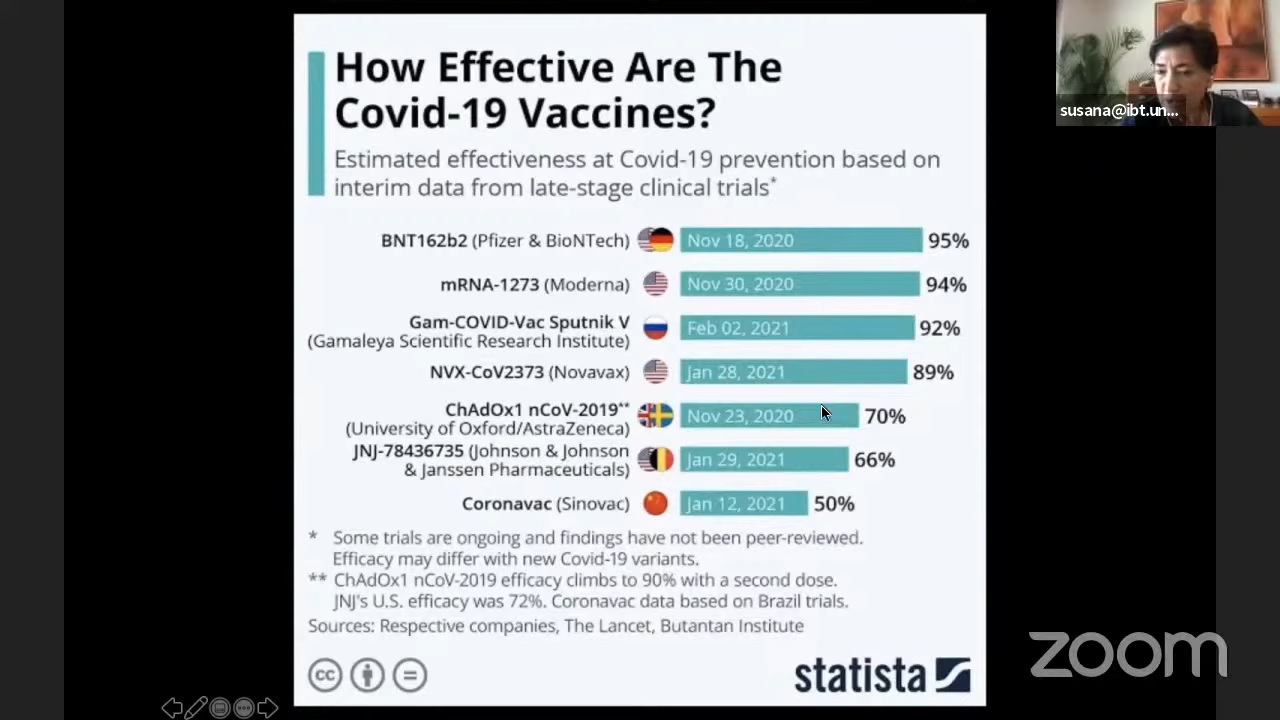 How Effective Are The
Covid-19 Vaccines?
Estimated effectiveness at Covid-19 prevention based on
interim data from late-stage clinical trials*
BNT162b2 (Pfizer & BioNTech) Nov 18, 2020 95%
mRNA-1273 (Moderna) Nov 30, 2020 94%
Gam-COVID-Vac Sputnik V
(Gamaleya Scientific Research Institute) Feb 02, 2021 92%
NVX-CoV2373 (Novavax) Jan 28, 2021 89%
ChAdOx1 nCoV-2019**
(University of Oxford/AstraZeneca) Nov 23, 2020 70%
JNJ-78436735 (Johnson & Johnson
& Janssen Pharmaceuticals) Jan 29, 2021 66%
Coronavac (Sinovac) Jan 12, 2021 50%
* Some trials are ongoing and findings have not been peer-reviewed.
Efficacy may differ with new Covid-19 variants.
** ChAdOx1 nCoV-2019 efficacy climbs to 90% with a second dose.
JNJ's U.S. efficacy was 72%. Coronavac data based on Brazil trials.
Sources: Respective companies, The Lancet, Butantan Institute
cc
statista
susana@ibt.un...
zoom